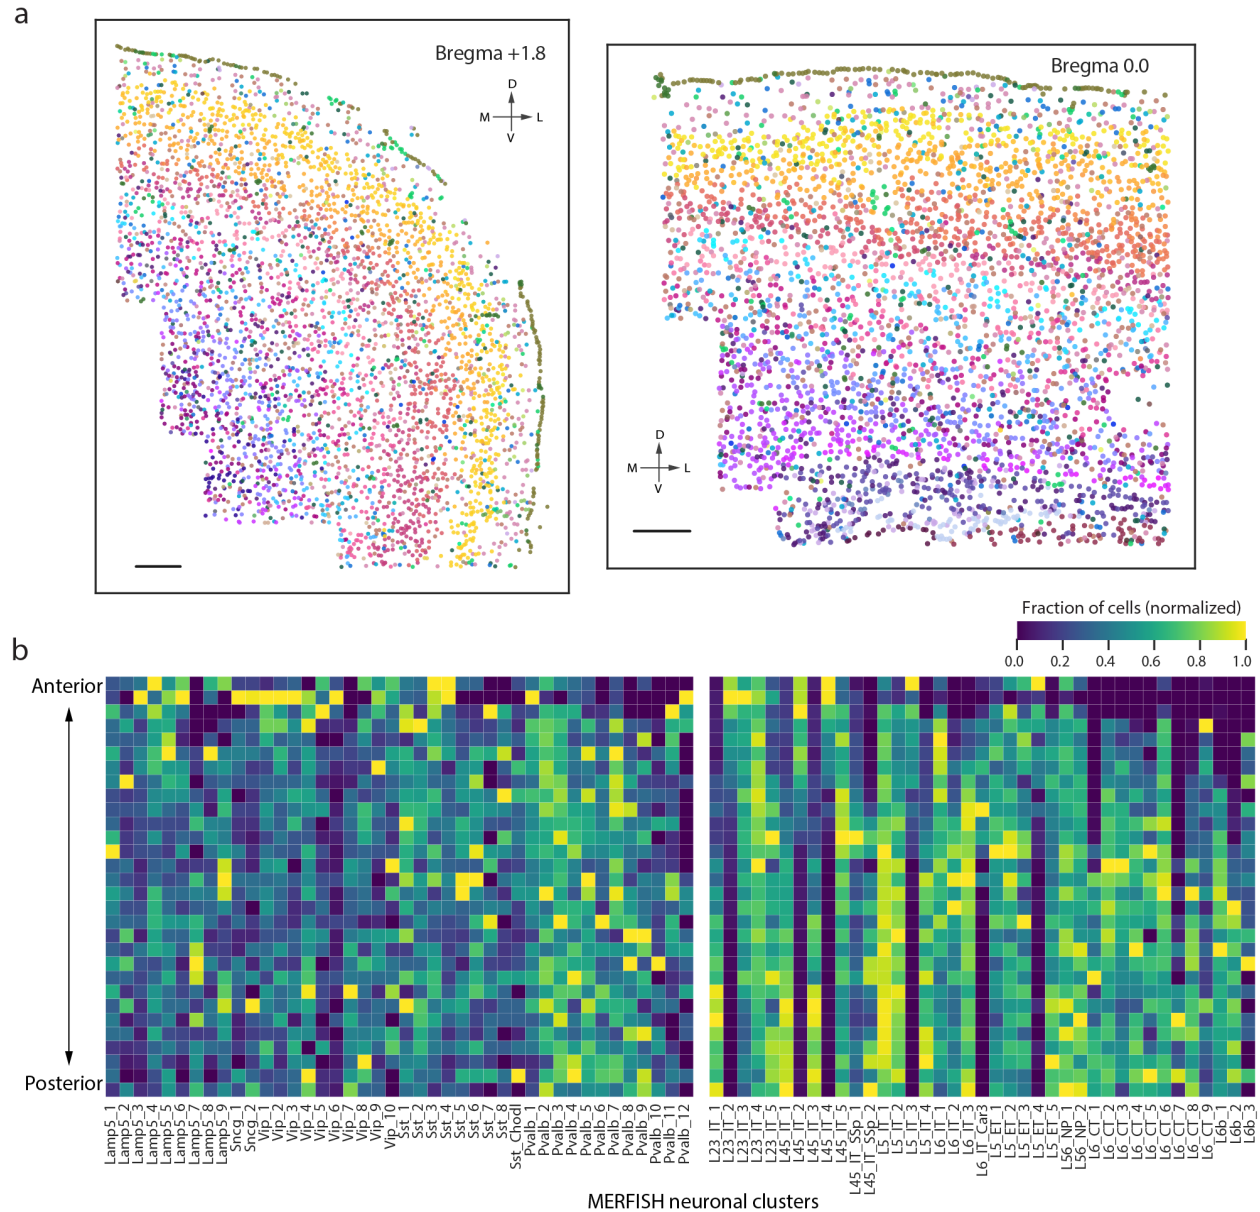 a
Bregma +1.8
D
M
L
V
Bregma 0.0
D
M
L
V
Fraction of cells (normalized)
0.0 0.2 0.4 0.6 0.8 1.0
b
Anterior
Posterior
Lamp5_1
Lamp5_2
Lamp5_3
Lamp5_4
Lamp5_5
Lamp5_6
Lamp5_7
Lamp5_8
Lamp5_9
Sncg_1
Sncg_2
Vip_1
Vip_2
Vip_3
Vip_4
Vip_5
Vip_6
Vip_7
Vip_8
Vip_9
Vip_10
Sst_1
Sst_2
Sst_3
Sst_4
Sst_5
Sst_6
Sst_7
Sst_8
Sst_Chodl
Pvalb_1
Pvalb_2
Pvalb_3
Pvalb_4
Pvalb_5
Pvalb_6
Pvalb_7
Pvalb_8
Pvalb_9
Pvalb_10
Pvalb_11
Pvalb_12
L23_IT_1
L23_IT_2
L23_IT_3
L23_IT_4
L23_IT_5
L45_IT_1
L45_IT_2
L45_IT_3
L45_IT_4
L45_IT_5
L45_IT_SSp_1
L45_IT_SSp_2
L5_IT_1
L5_IT_2
L5_IT_3
L5_IT_4
L6_IT_1
L6_IT_2
L6_IT_3
L6_IT_Car3
L5_ET_1
L5_ET_2
L5_ET_3
L5_ET_4
L5_ET_5
L56_NP_1
L56_NP_2
L6_CT_1
L6_CT_2
L6_CT_3
L6_CT_4
L6_CT_5
L6_CT_6
L6_CT_7
L6_CT_8
L6_CT_9
L6b_1
L6b_2
L6b_3
MERFISH neuronal clusters